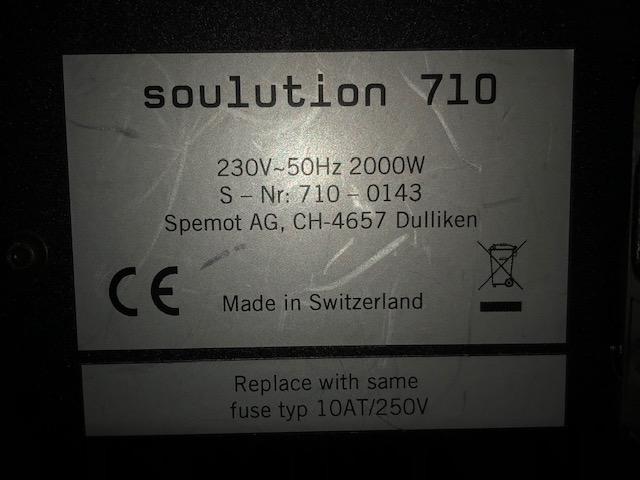 soulution 710
230V~50Hz 2000W
S – Nr: 710 – 0143
Spemot AG, CH-4657 Dulliken
CE
Made in Switzerland
Replace with same
fuse typ 10AT/250V